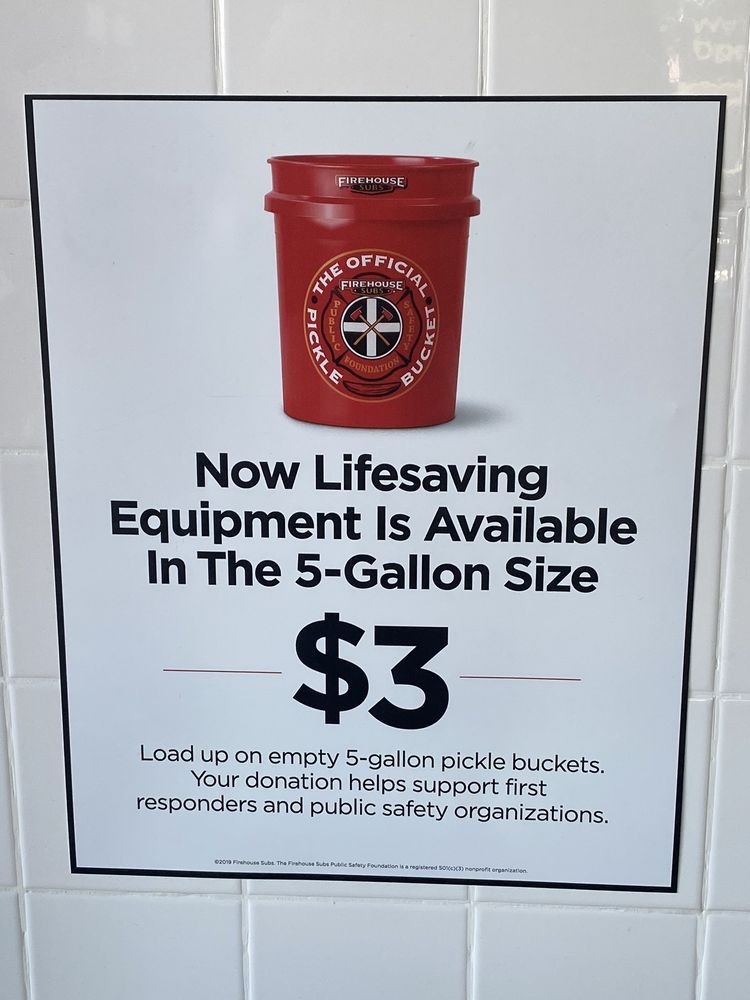 FIREHOUSE
SUBS
THE OFFICIAL
FIREHOUSE
SUBS
PUBLIC SAFETY
FOUNDATION
PICKLE BUCKET
Now Lifesaving
Equipment Is Available
In The 5-Gallon Size
$3
Load up on empty 5-gallon pickle buckets.
Your donation helps support first
responders and public safety organizations.
©2019 Firehouse Subs. The Firehouse Subs Public Safety Foundation is a registered 501(c)(3) nonprofit organization.